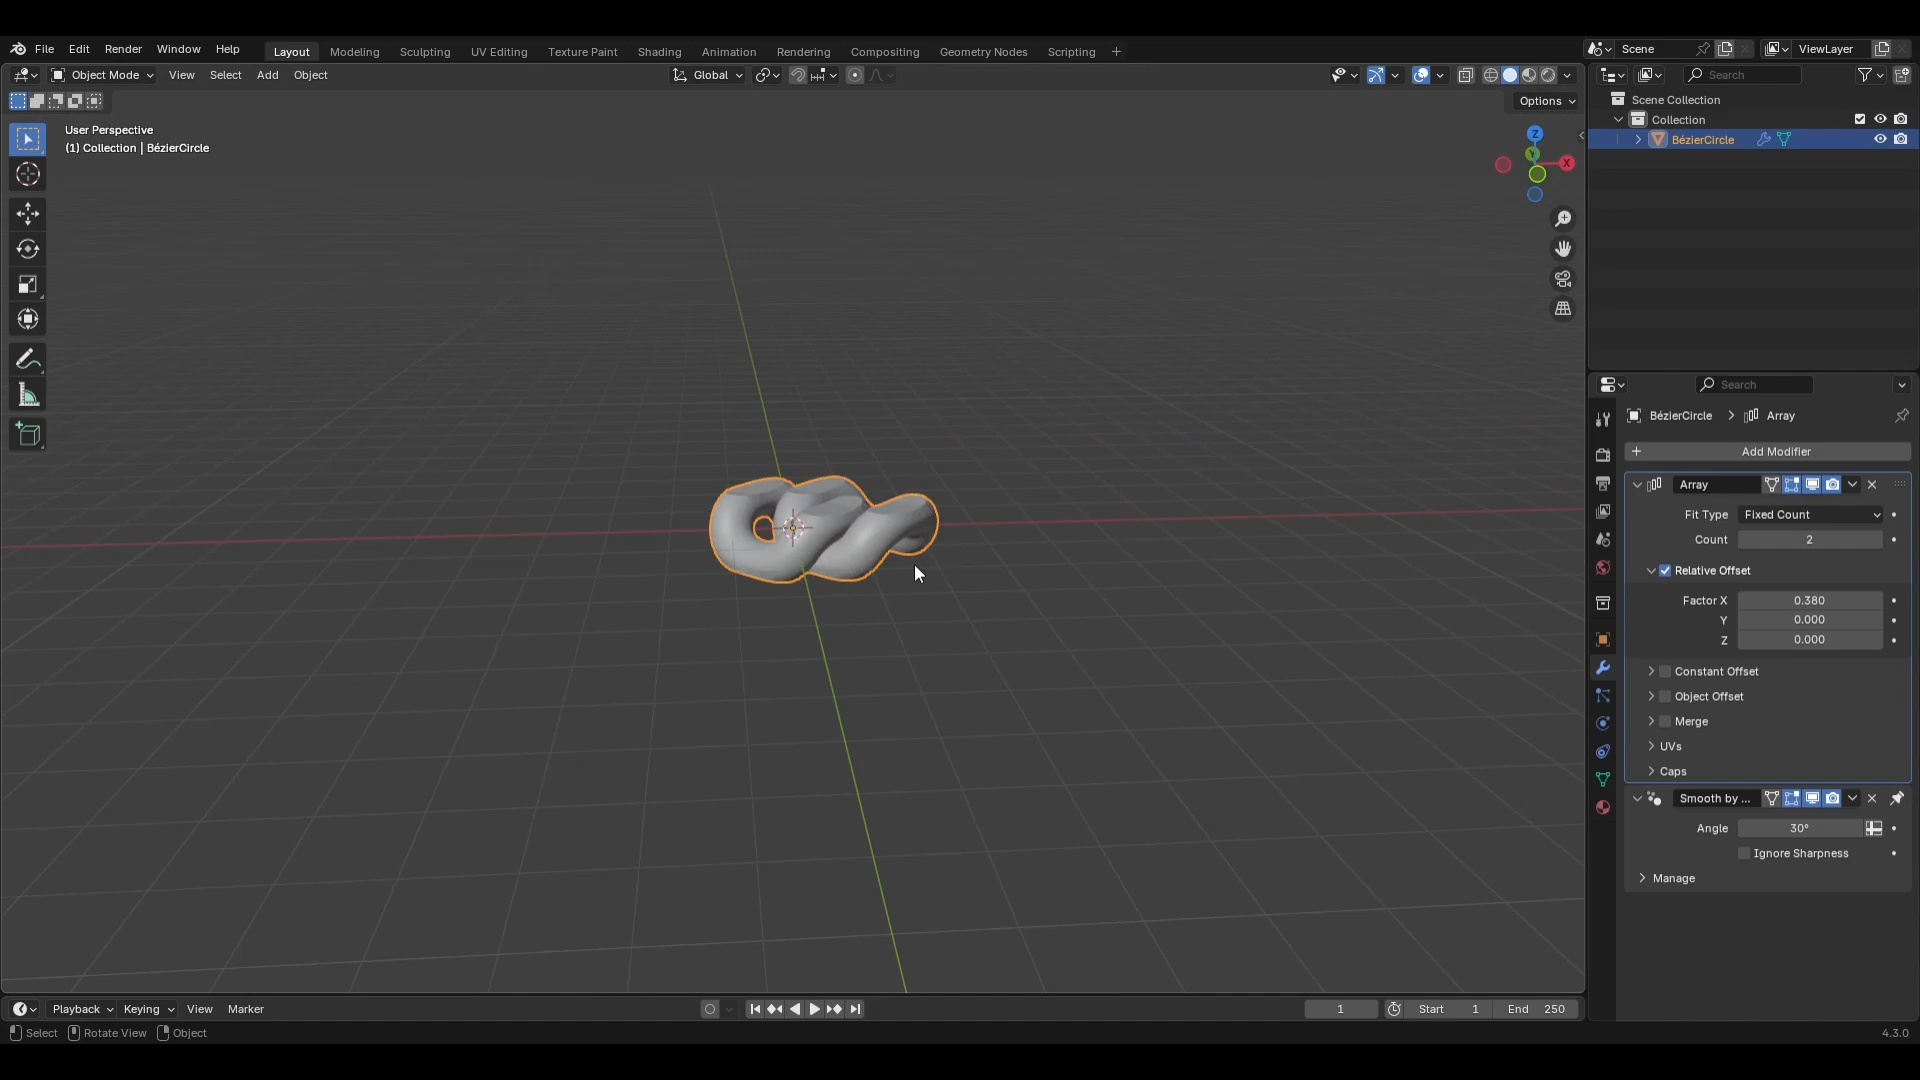 File Edit Render Window Help Layout Modeling Sculpting UV Editing Texture Paint Shading Animation Rendering Compositing Geometry Nodes Scripting + Scene ViewLayer
Object Mode View Select Add Object Global Search
Options
User Perspective
(1) Collection | BézierCircle
Z
Y
X
Scene Collection
Collection
BézierCircle
Search
BézierCircle > Array
+ Add Modifier
Array
Fit Type Fixed Count
Count 2
Relative Offset
Factor X 0.380
Y 0.000
Z 0.000
Constant Offset
Object Offset
Merge
UVs
Caps
Smooth by ...
Angle 30°
Ignore Sharpness
Manage
Playback Keying View Marker 1 Start 1 End 250
Select Rotate View Object 4.3.0